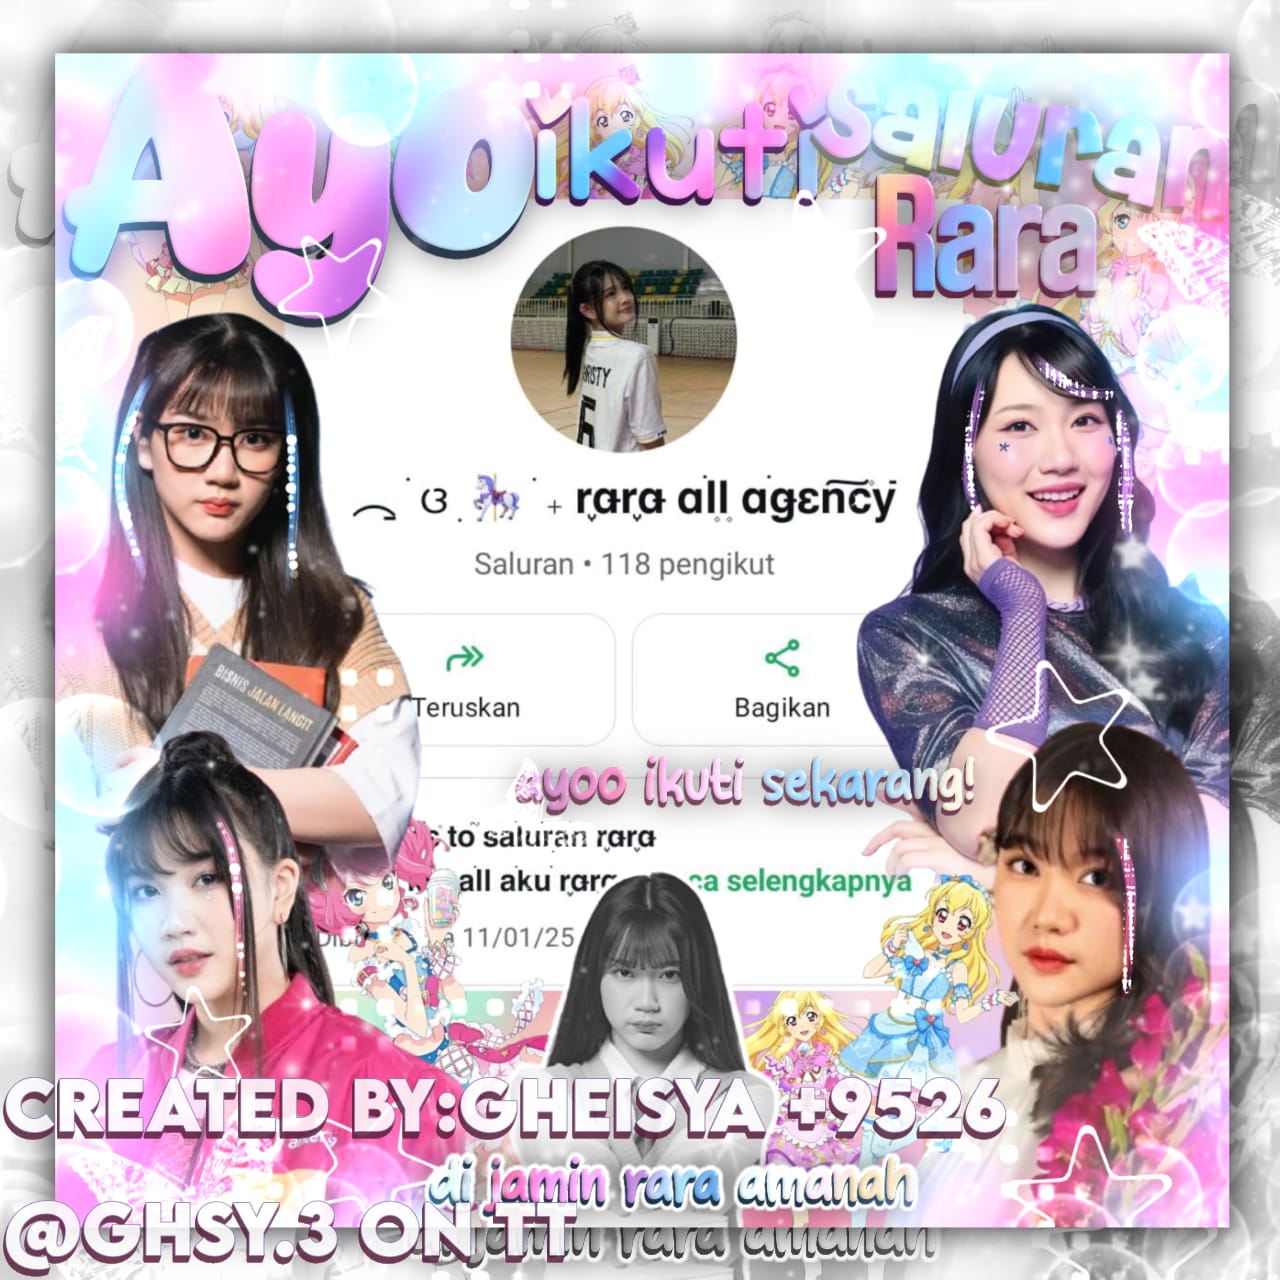 Ayo ikuti saluran
Rara
CHRISTY
6
rara all agency
Saluran • 118 pengikut
Teruskan
Bagikan
BISNIS JALAN LANGIT
Ayoo ikuti sekarang!
to saluran rara
all aku rara
ca selengkapnya
11/01/25
CREATED BY:GHEISYA +9526
di jamin rara amanah
@GHSY.3 ON TT